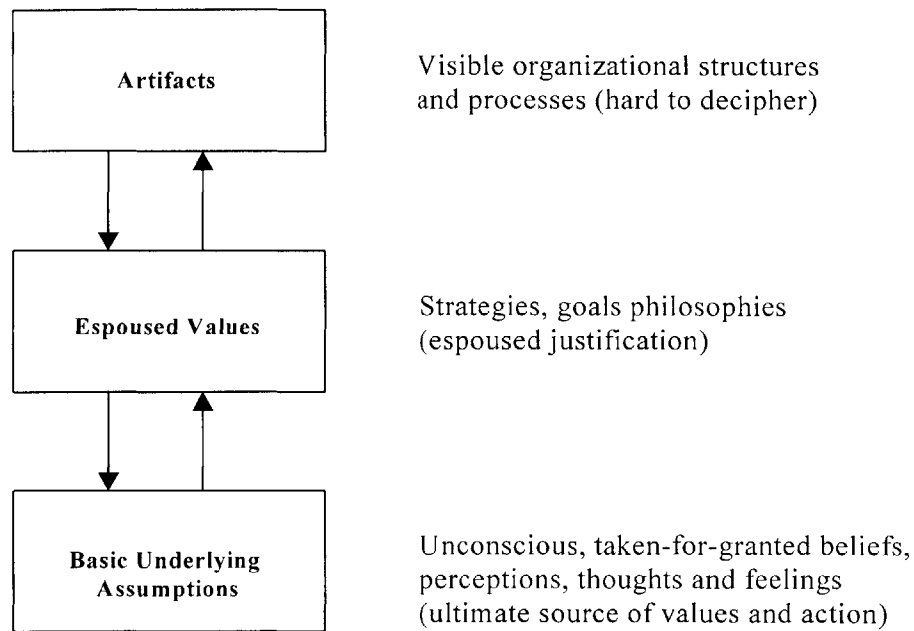 Artifacts
Visible organizational structures
and processes (hard to decipher)
Espoused Values
Strategies, goals philosophies
(espoused justification)
Basic Underlying
Assumptions
Unconscious, taken-for-granted beliefs,
perceptions, thoughts and feelings
(ultimate source of values and action)